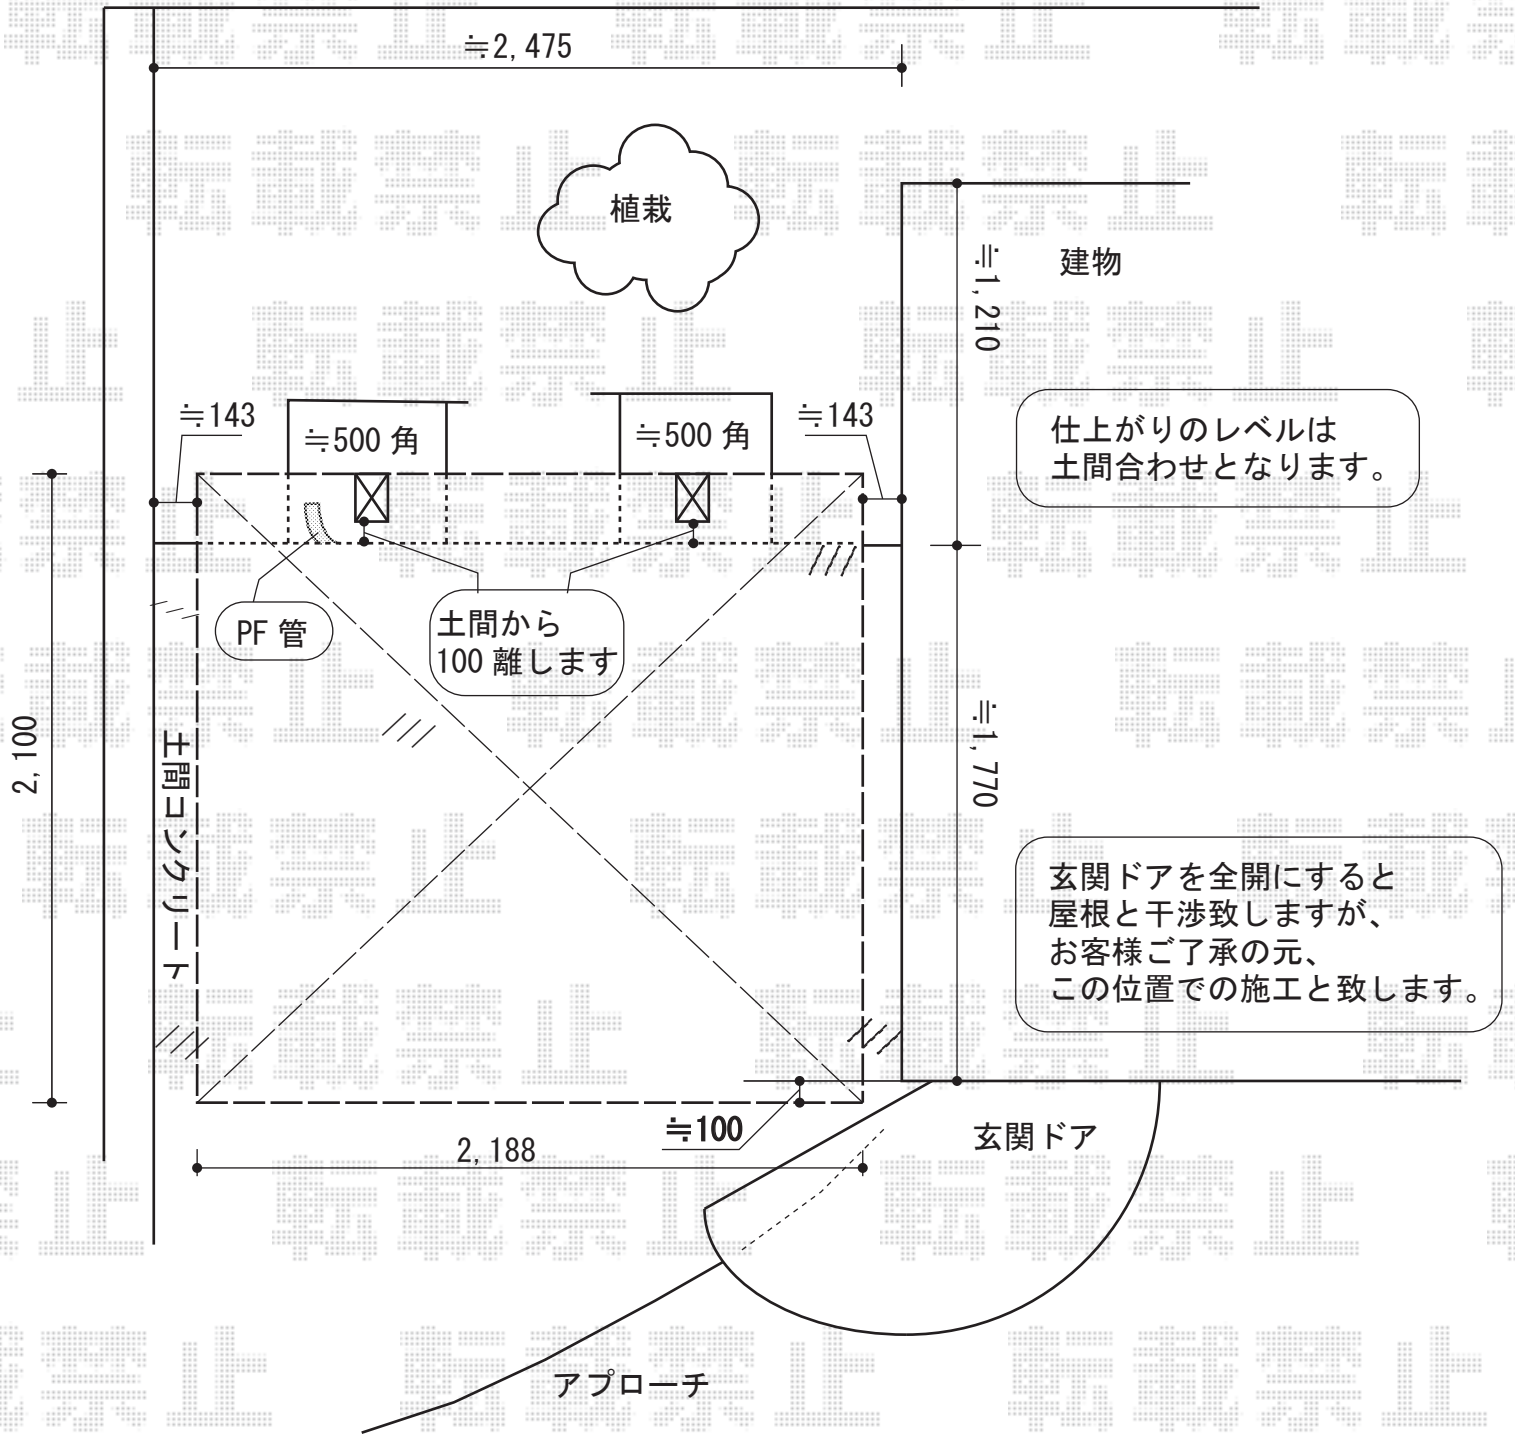 ≒2,475
植栽
建物
≒1,210
≒143
≒500 角
≒500 角
≒143
仕上がりのレベルは
土間合わせとなります。
PF 管
土間から
100 離します
2,100
土間コンクリート
≒1,770
玄関ドアを全開にすると
屋根と干渉致しますが、
お客様ご了承の元、
この位置での施工と致します。
≒100
2,188
玄関ドア
アプローチ
転載禁止